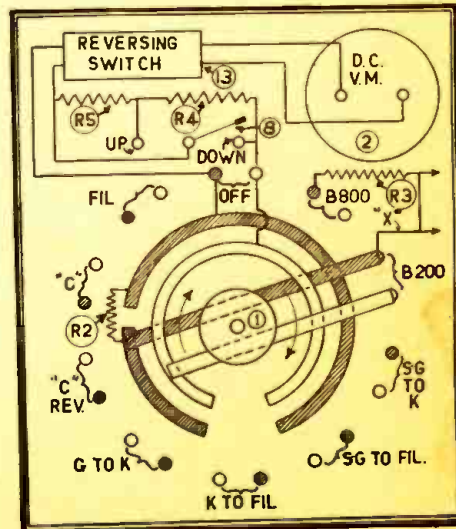 REVERSING
SWITCH
13
D.C.
V.M.
2
R5
R4
8
UP
DOWN
OFF
FIL
B800
R3
"X"
B200
"C"
R2
1
"C"
REV.
SG
TO
K
G TO K
SG TO FIL.
K TO FIL